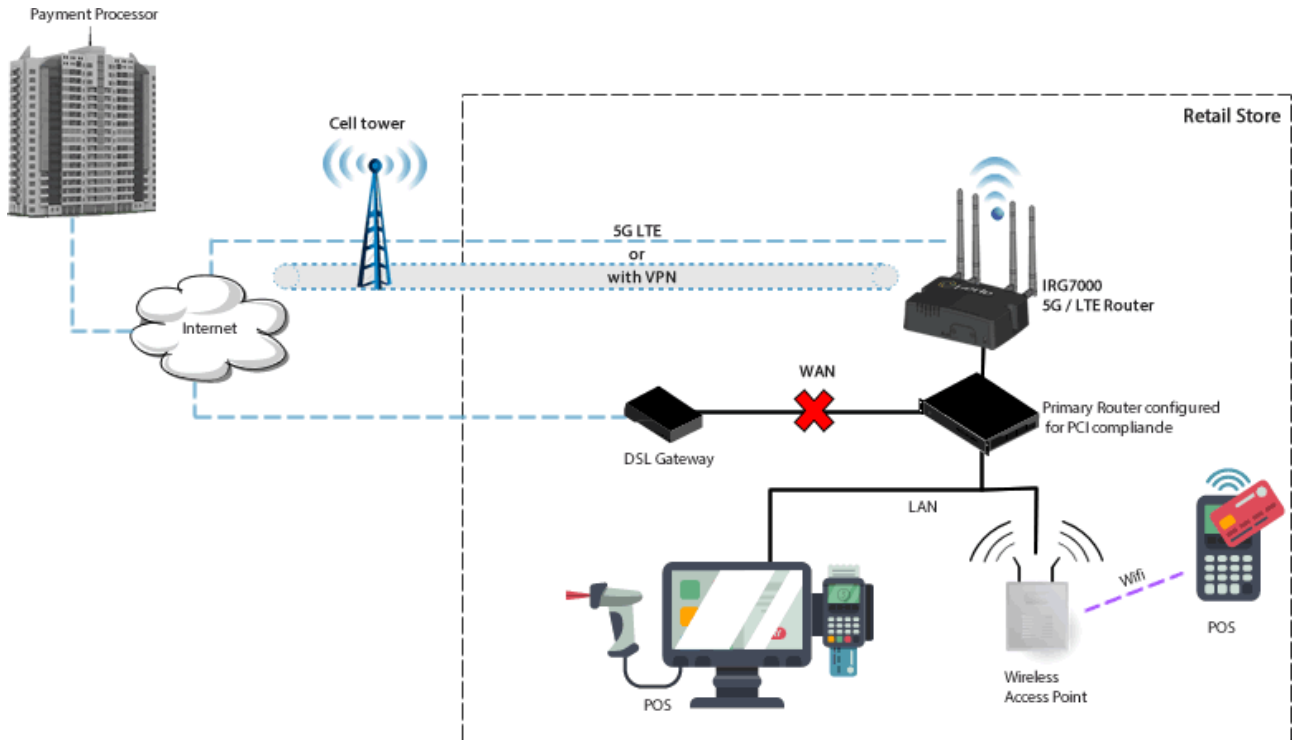 Payment Processor
Retail Store
Cell tower
5G LTE
or
with VPN
IRG7000
5G / LTE Router
Internet
WAN
Primary Router configured
for PCI compliande
DSL Gateway
LAN
Wifi
POS
Wireless
Access Point
POS